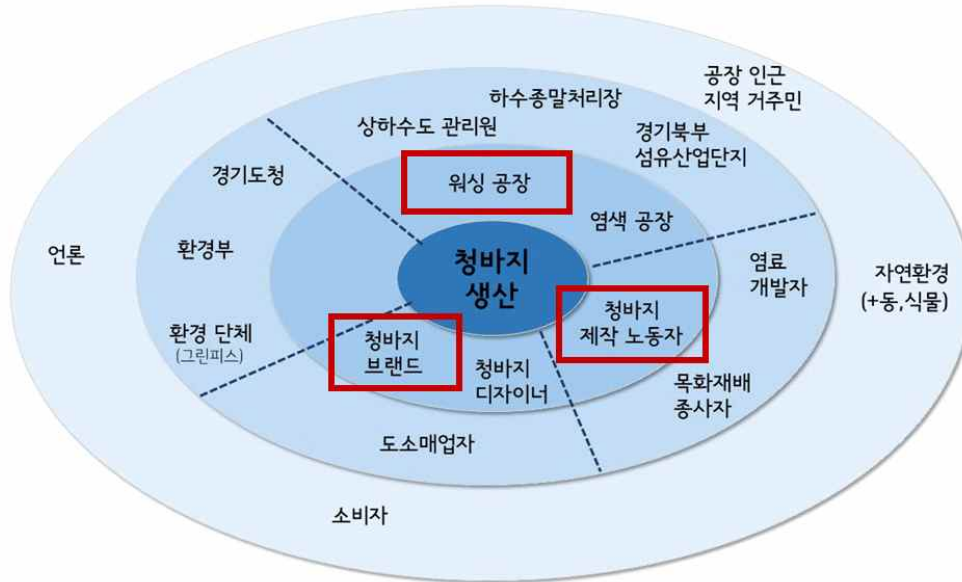 공장 인근
지역 거주민
하수종말처리장
상하수도 관리원
경기북부
섬유산업단지
경기도청
워싱 공장
염색 공장
언론
환경부
청바지
생산
염료
개발자
자연환경
(+동,식물)
환경 단체
(그린피스)
청바지
브랜드
청바지
제작 노동자
청바지
디자이너
목화재배
종사자
도소매업자
소비자